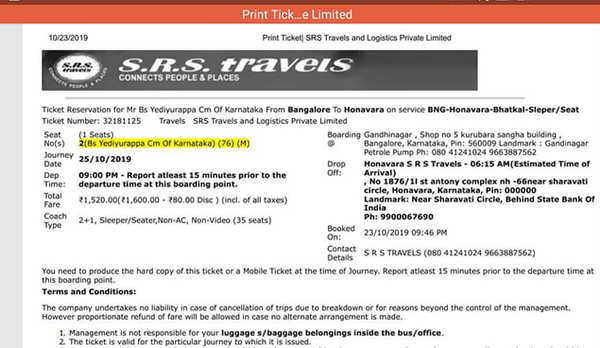 Print Tick...e Limited
10/23/2019 Print Ticket| SRS Travels and Logistics Private Limited
S.R.S. travels
CONNECTS PEOPLE & PLACES
S.R.S. travels
CONNECTS PEOPLE & PLACES
Ticket Reservation for Mr Bs Yediyurappa Cm Of Karnataka From Bangalore To Honavara on service BNG-Honavara-Bhatkal-Sleper/Seat
Ticket Number: 32181125 Travels SRS Travels and Logistics Private Limited
Seat No(s) (1 Seats)
2(Bs Yediyurappa Cm Of Karnataka) (76) (M)
Journey Date 25/10/2019
Dep Time: 09:00 PM - Report atleast 15 minutes prior to the
departure time at this boarding point.
Total Fare ₹1,520.00(₹1,600.00 - ₹80.00 Disc ) (incl. of all taxes)
Coach Type 2+1, Sleeper/Seater,Non-AC, Non-Video (35 seats)
Boarding @ Gandhinagar , Shop no 5 kurubara sangha building ,
Bangalore, Karnataka, Pin: 560009 Landmark : Gandinagar
Petrole Pump Ph: 080 41241024 9663887562
Drop Off: Honavara S R S Travels - 06:15 AM(Estimated Time of
Arrival)
, No 1876/1l st antony complex nh -66near sharavati
circle, Honavara, Karnataka, Pin: 000000
Landmark: Near Sharavati Circle, Behind State Bank Of
India
Ph: 9900067690
Booked On: 23/10/2019 09:46 PM
Contact Details S R S TRAVELS (080 41241024 9663887562)
You need to produce the hard copy of this ticket or a Mobile Ticket at the time of Journey. Report atleast 15 minutes prior to the departure time at
this boarding point.
Terms and Conditions:
The company undertakes no liability in case of cancellation of trips due to breakdown or for reasons beyond the control of the management.
However proportionate refund of fare will be allowed in case no alternate arrangement is made.
1. Management is not responsible for your luggage s/baggage belongings inside the bus/office.
2. The ticket is valid for the particular journey to which it is issued.